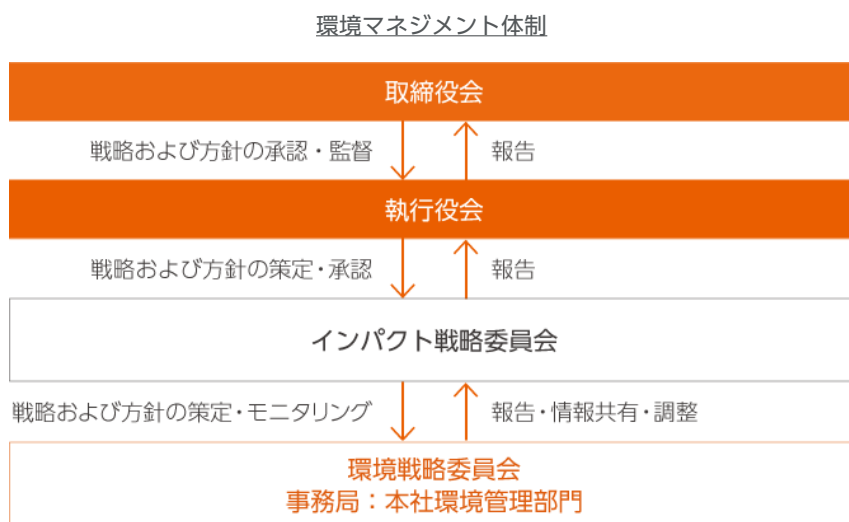 環境マネジメント体制
取締役会
戦略および方針の承認・監督
報告
執行役会
戦略および方針の策定・承認
報告
インパクト戦略委員会
戦略および方針の策定・モニタリング
報告・情報共有・調整
環境戦略委員会
事務局：本社環境管理部門